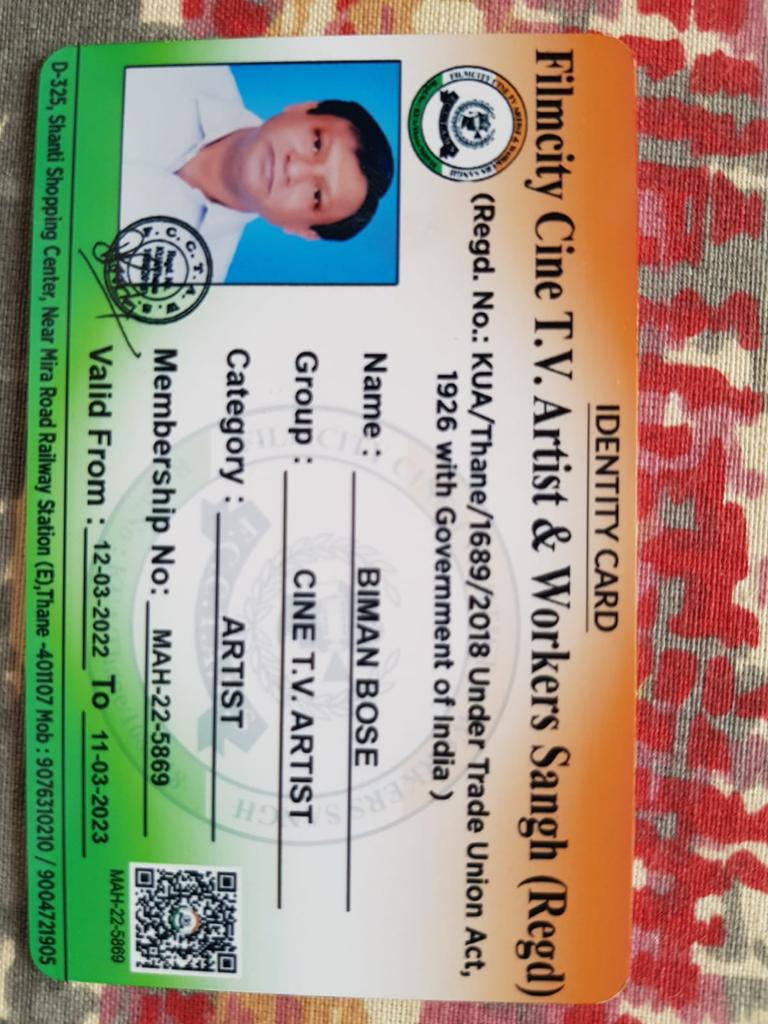 IDENTITY CARD
Filmcity Cine T.V. Artist & Workers Sangh (Regd)
(Regd. No.: KUA/Thane/1689/2018 Under Trade Union Act,
1926 with Government of India )
Name : BIMAN BOSE
Group : CINE T.V. ARTIST
Category : ARTIST
Membership No: MAH-22-5869
Valid From : 12-03-2022 To 11-03-2023
MAH-22-5869
D-325, Shanti Shopping Center, Near Mira Road Railway Station (E),Thane -401107 Mob : 9076310210 / 9004721905